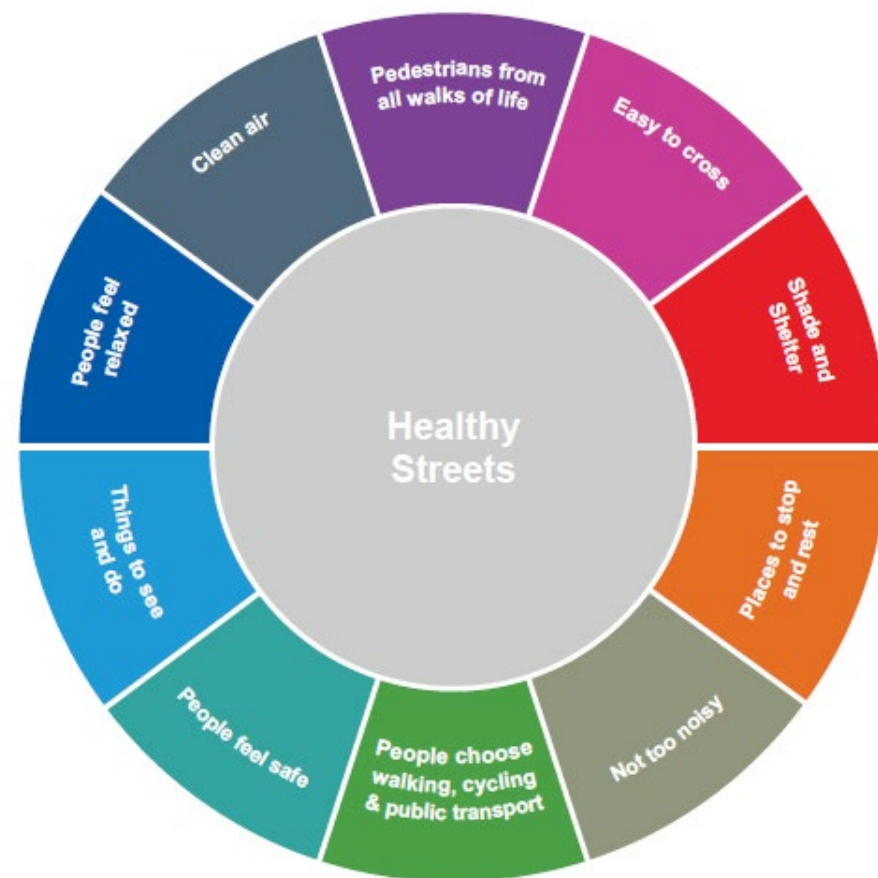 Pedestrians from
all walks of life
Easy to cross
Shade and
Shelter
Places to stop
and rest
Not too noisy
People choose
walking, cycling
& public transport
People feel safe
Things to see
and do
People feel
relaxed
Clean air
Healthy
Streets